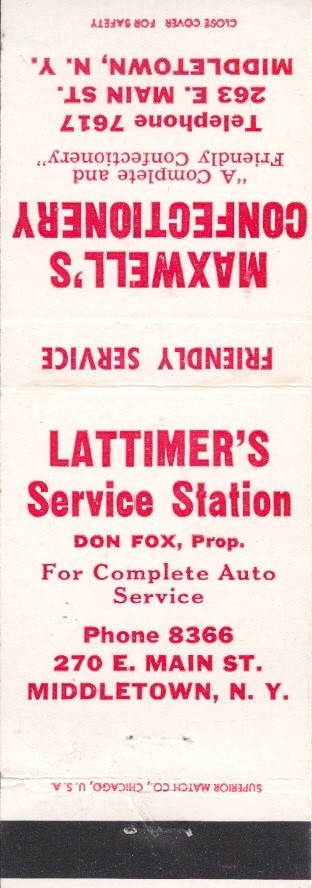 CLOSE COVER FOR SAFETY
FRIENDLY SERVICE
MAXWELL'S
CONFECTIONERY
"A Complete and
Friendly Confectionery"
Telephone 7617
263 E. MAIN ST.
MIDDLETOWN, N. Y.
LATTIMER'S
Service Station
DON FOX, Prop.
For Complete Auto
Service
Phone 8366
270 E. MAIN ST.
MIDDLETOWN, N. Y.
SUPERIOR MATCH CO., CHICAGO, U. S. A.